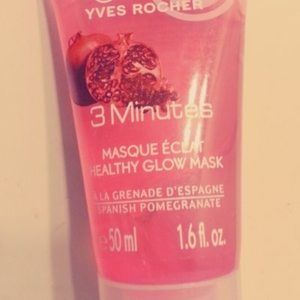 YVES ROCHER
3 Minutes
MASQUE ÉCLAT
HEALTHY GLOW MASK
À LA GRENADE D'ESPAGNE
SPANISH POMEGRANATE
e 50 ml 1.6 fl. oz.